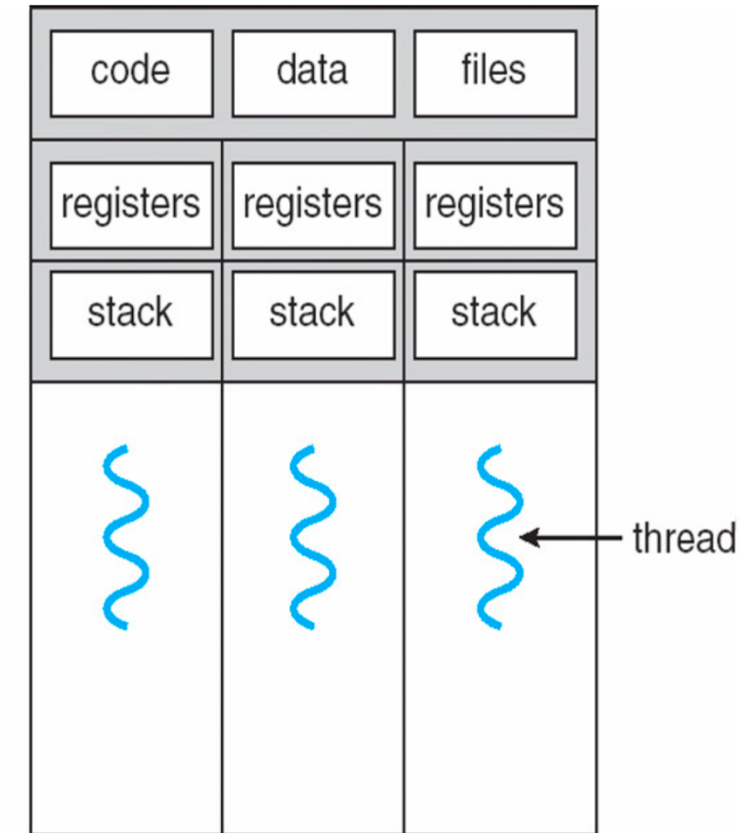 code data files
registers registers registers
stack stack stack
thread